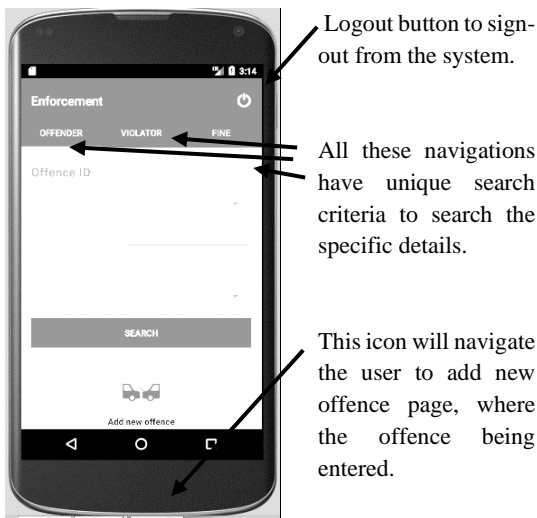 Logout button to sign-
out from the system.
3:14
Enforcement
OFFENDER VIOLATOR FINE
Offence ID
All these navigations
have unique search
criteria to search the
specific details.
SEARCH
This icon will navigate
the user to add new
offence page, where
the offence being
entered.
Add new offence